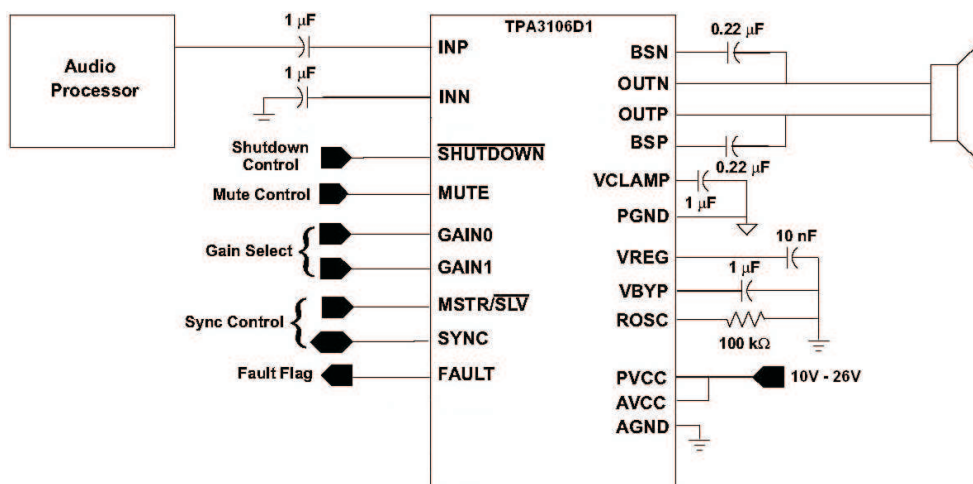 Audio
Processor
1 µF
1 µF
TPA3106D1
INP
INN
Shutdown
Control
SHUTDOWN
Mute Control
MUTE
Gain Select
GAIN0
GAIN1
Sync Control
MSTR/SLV
SYNC
Fault Flag
FAULT
BSN
0.22 µF
OUTN
OUTP
BSP
0.22 µF
VCLAMP
1 µF
PGND
VREG
10 nF
VBYP
1 µF
ROSC
100 kΩ
PVCC
10V - 26V
AVCC
AGND